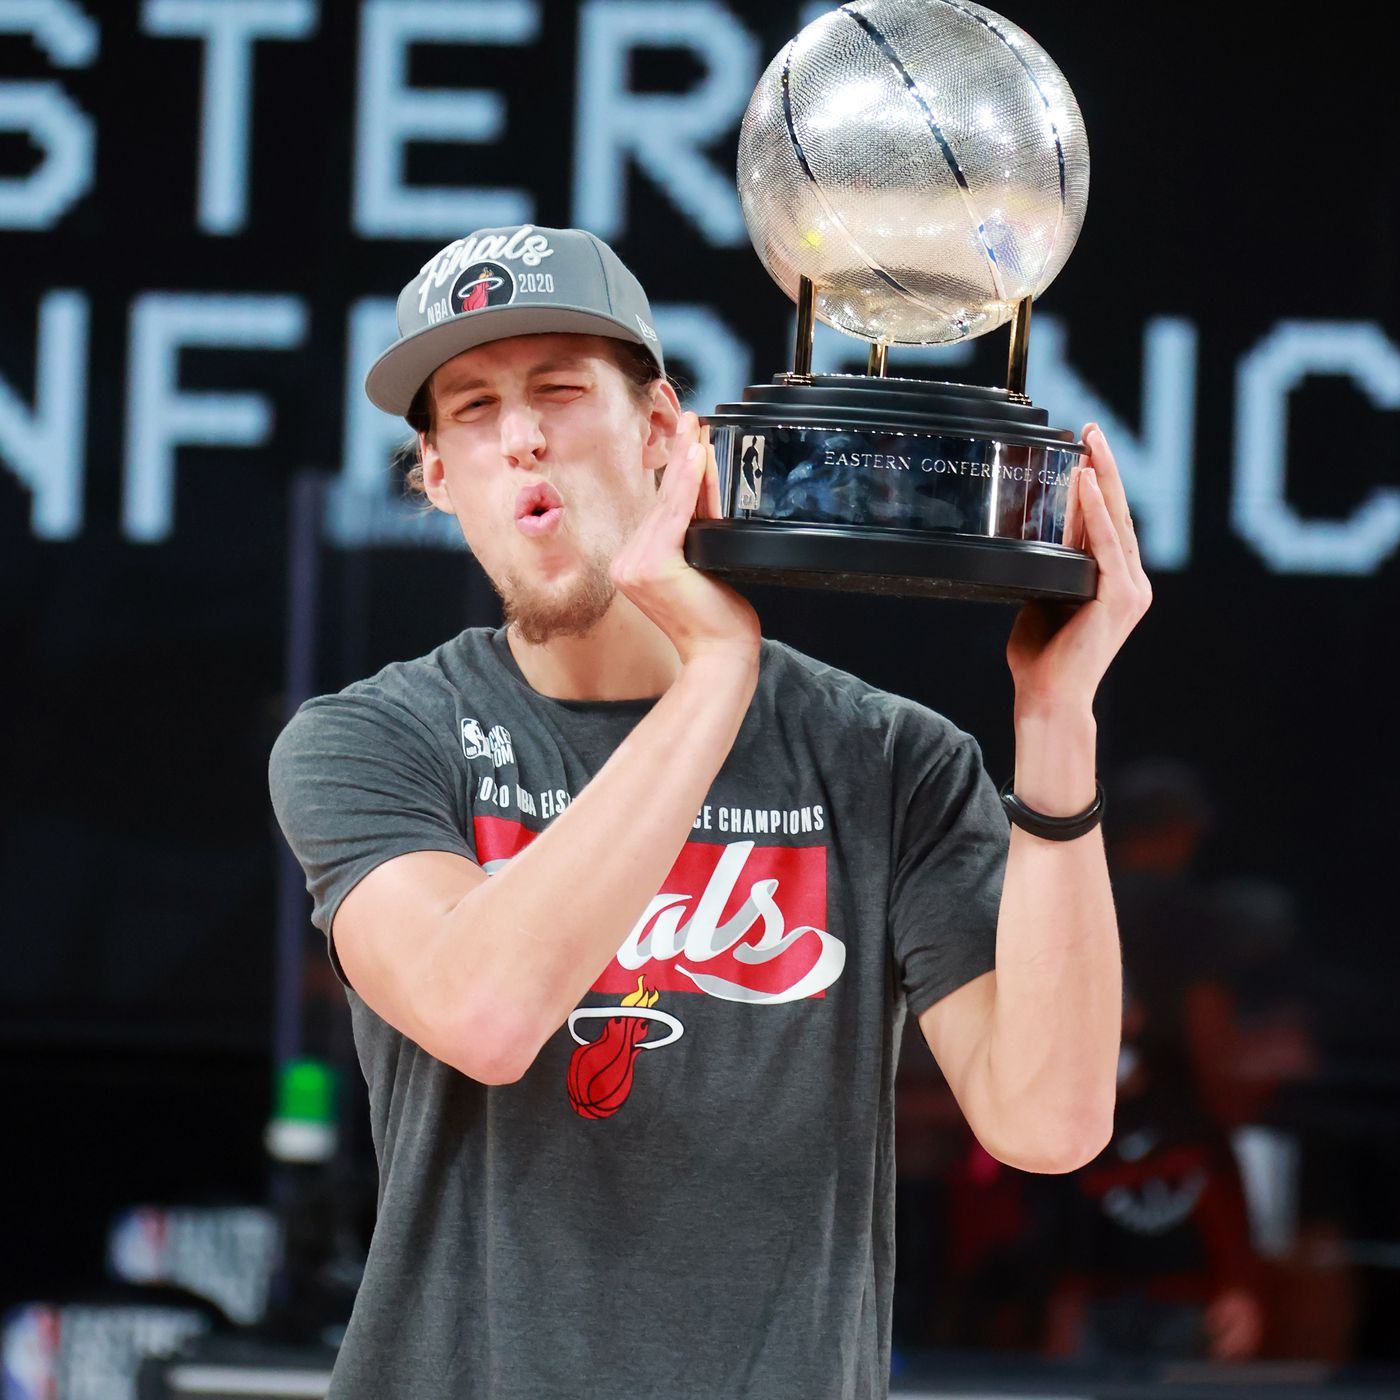 STER
NFERENC
Finals
NBA 2020
EASTERN CONFERENCE CHAM
CE CHAMPIONS
als